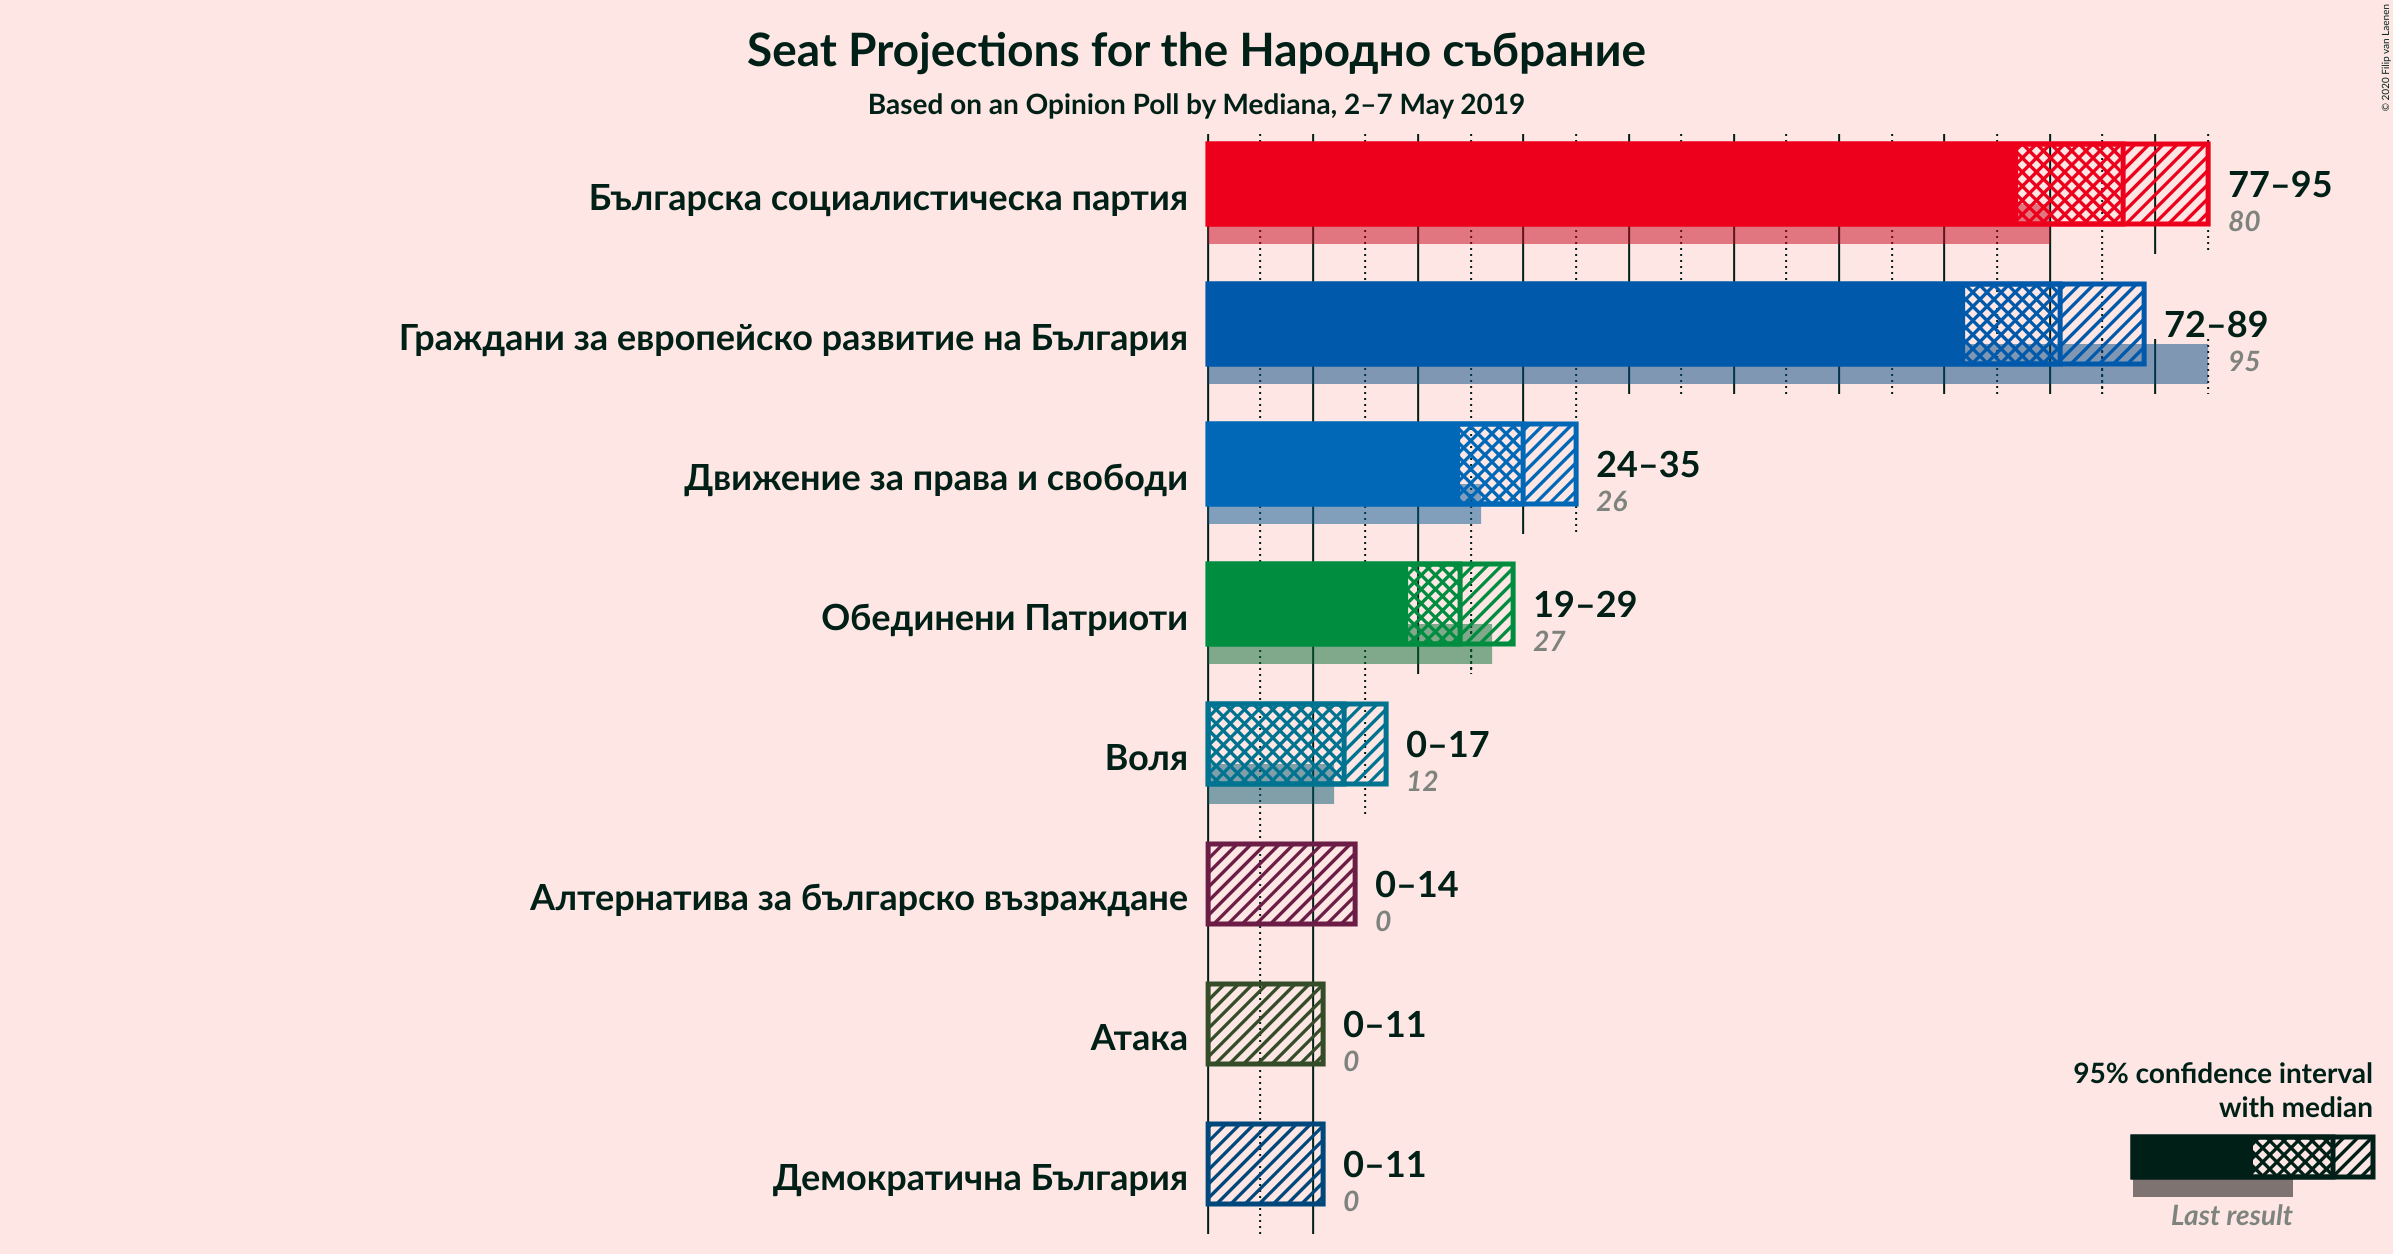 Seat Projections for the Народно събрание
Based on an Opinion Poll by Mediana, 2–7 May 2019
© 2020 Filip van Laenen
Българска социалистическа партия
77–95
80
Граждани за европейско развитие на България
72–89
95
Движение за права и свободи
24–35
26
Обединени Патриоти
19–29
27
Воля
0–17
12
Алтернатива за българско възраждане
0–14
0
Атака
0–11
0
Демократична България
0–11
0
95% confidence interval
with median
Last result